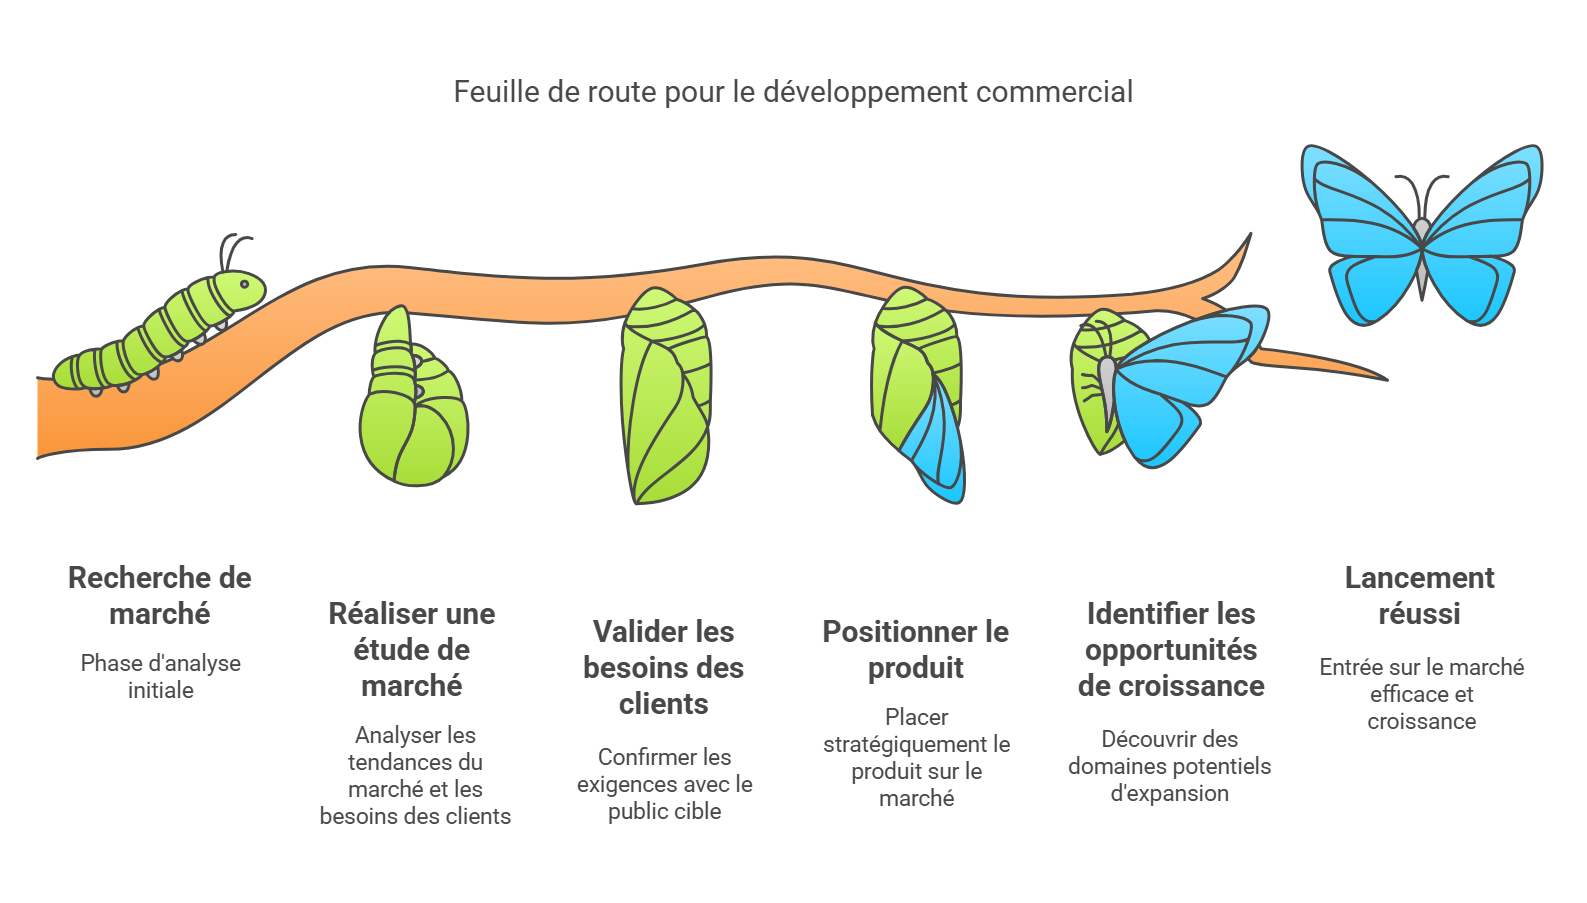 Feuille de route pour le développement commercial
Recherche de
marché
Phase d'analyse
initiale
Réaliser une
étude de
marché
Analyser les
tendances du
marché et les
besoins des clients
Valider les
besoins des
clients
Confirmer les
exigences avec le
public cible
Positionner le
produit
Placer
stratégiquement le
produit sur le
marché
Identifier les
opportunités
de croissance
Découvrir des
domaines potentiels
d'expansion
Lancement
réussi
Entrée sur le marché
efficace et
croissance